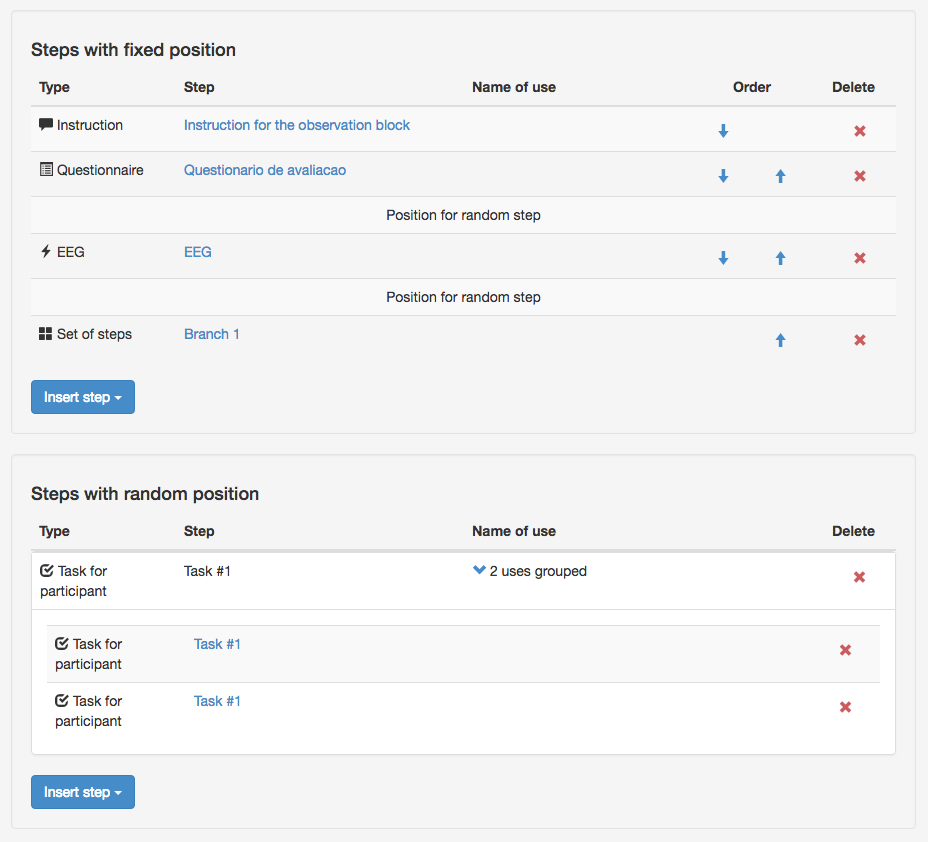 Steps with fixed position
Type Step Name of use Order Delete
Instruction Instruction for the observation block
Questionnaire Questionario de avaliacao
Position for random step
EEG EEG
Position for random step
Set of steps Branch 1
Insert step
Steps with random position
Type Step Name of use Delete
Task for Task #1 2 uses grouped
participant
Task for Task #1
participant
Task for Task #1
participant
Insert step